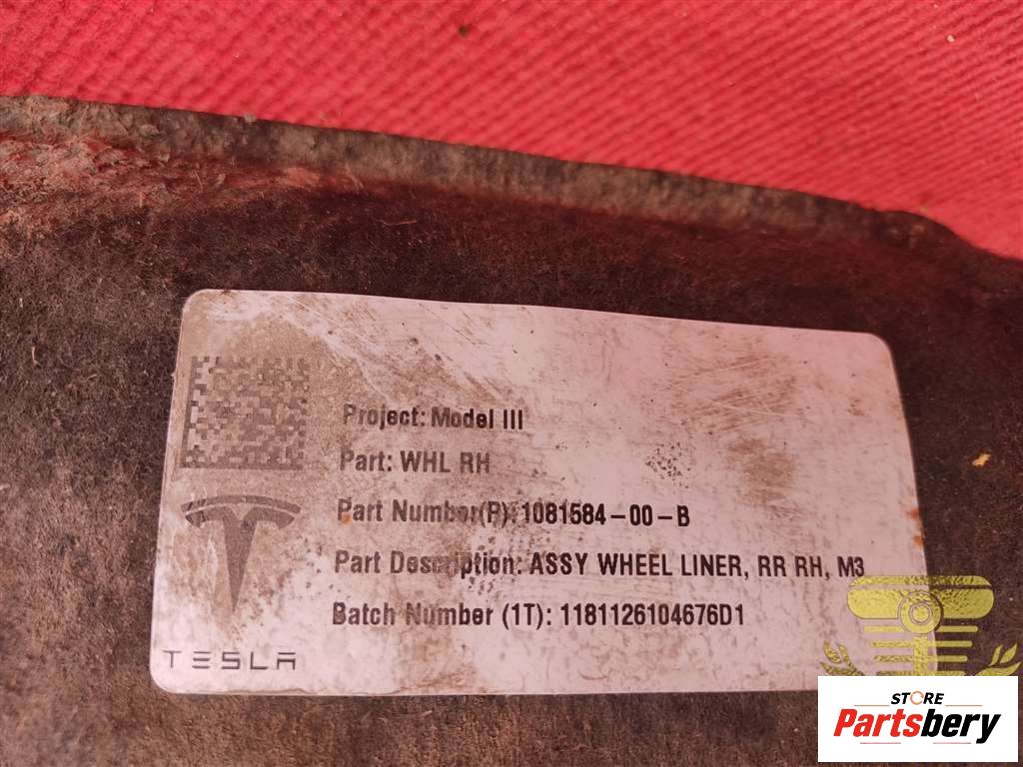 Project: Model III
Part: WHL RH
Part Number(P): 1081584-00-B
Part Description: ASSY WHEEL LINER, RR RH, M3
Batch Number (1T): 1181126104676D1
TESLA
STORE
Partsbery